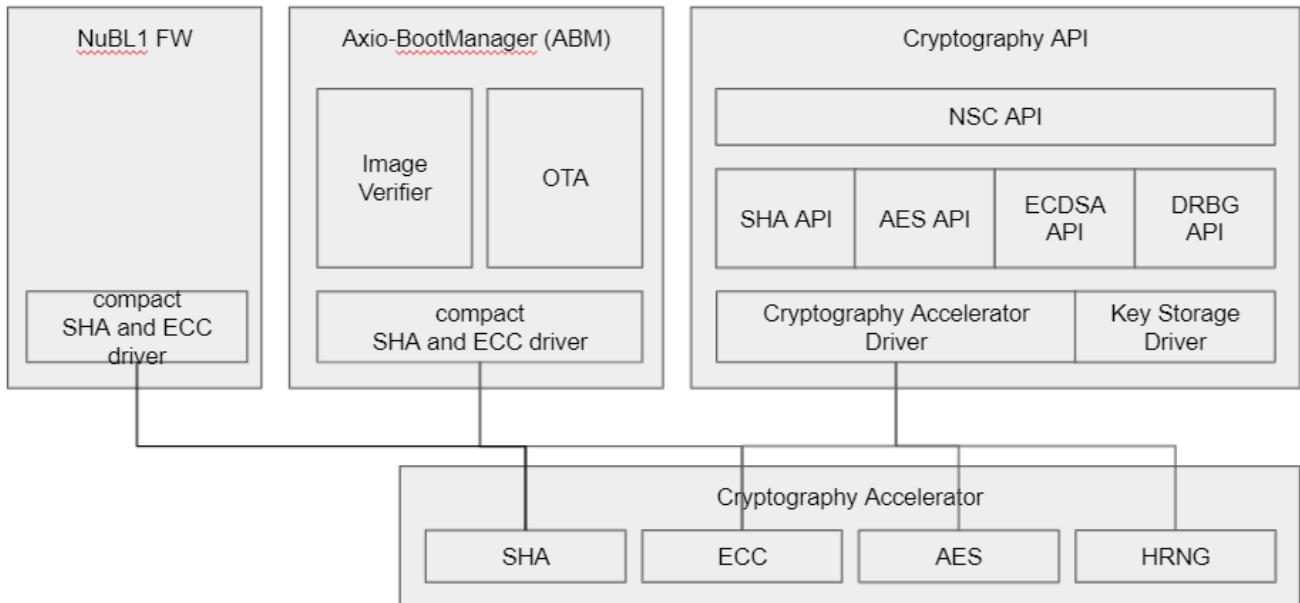 NuBL1 FW
Axio-BootManager (ABM)
Cryptography API
NSC API
Image
Verifier
OTA
SHA API
AES API
ECDSA
API
DRBG
API
compact
SHA and ECC
driver
compact
SHA and ECC driver
Cryptography Accelerator
Driver
Key Storage
Driver
Cryptography Accelerator
SHA
ECC
AES
HRNG